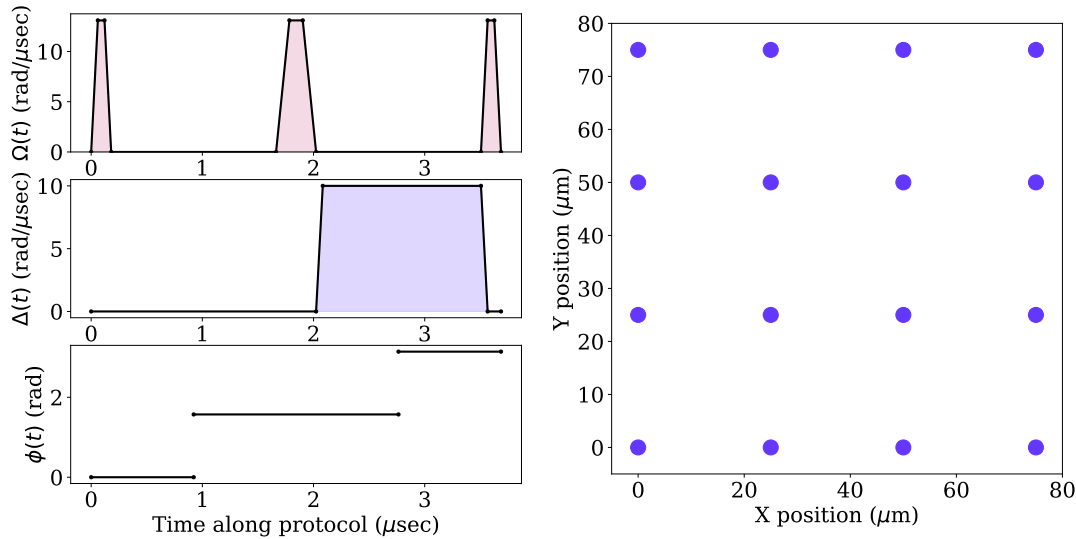 Ω(t) (rad/μsec)
10
5
0
0 1 2 3
Δ(t) (rad/μsec)
10
5
0
0 1 2 3
ϕ(t) (rad)
2
0
0 1 2 3
Time along protocol (μsec)
Y position (μm)
80
70
60
50
40
30
20
10
0
0 20 40 60 80
X position (μm)